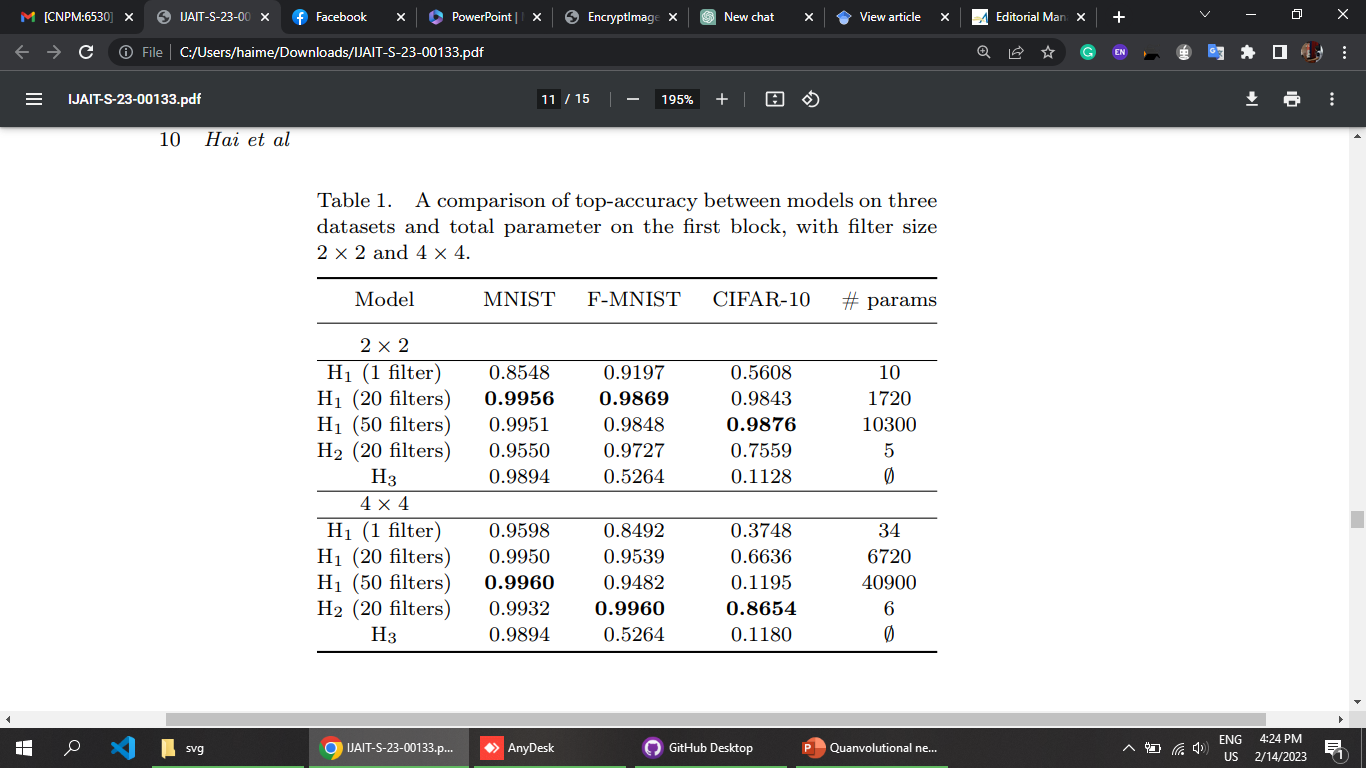 [CNPM:6530]
IJAIT-S-23-00
Facebook
PowerPoint |
EncryptImage
New chat
View article
Editorial Man
File
C:/Users/haime/Downloads/IJAIT-S-23-00133.pdf
EN
IJAIT-S-23-00133.pdf
11 / 15
195%
10 Hai et al
Table 1. A comparison of top-accuracy between models on three
datasets and total parameter on the first block, with filter size
2 × 2 and 4 × 4.
Model MNIST F-MNIST CIFAR-10 # params
2 × 2
H₁ (1 filter) 0.8548 0.9197 0.5608 10
H₁ (20 filters) 0.9956 0.9869 0.9843 1720
H₁ (50 filters) 0.9951 0.9848 0.9876 10300
H₂ (20 filters) 0.9550 0.9727 0.7559 5
H₃ 0.9894 0.5264 0.1128 ∅
4 × 4
H₁ (1 filter) 0.9598 0.8492 0.3748 34
H₁ (20 filters) 0.9950 0.9539 0.6636 6720
H₁ (50 filters) 0.9960 0.9482 0.1195 40900
H₂ (20 filters) 0.9932 0.9960 0.8654 6
H₃ 0.9894 0.5264 0.1180 ∅
svg
IJAIT-S-23-00133.p...
AnyDesk
GitHub Desktop
Quanvolutional ne...
ENG
US
4:24 PM
2/14/2023
1